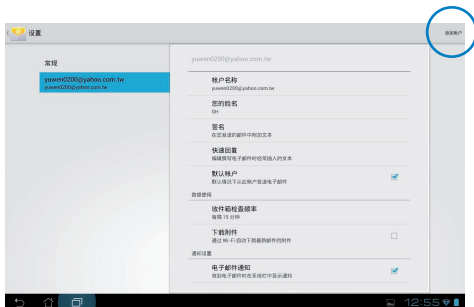 设置
添加帐户
常规
yuwen0200@yahoo.com.tw
yuwen0200@yahoo.com.tw
yuwen0200@yahoo.com.tw
帐户名称
yuwen0200@yahoo.com.tw
您的姓名
GH
签名
在您发送的邮件中附加文本
快速回复
编辑撰写电子邮件时经常插入的文本
默认帐户
默认情况下从此帐户发送电子邮件
数据使用
收件箱检查频率
每隔 15 分钟
下载附件
通过 Wi-Fi 自动下载最新邮件的附件
通知设置
电子邮件通知
收到电子邮件时在系统栏中显示通知
12:55